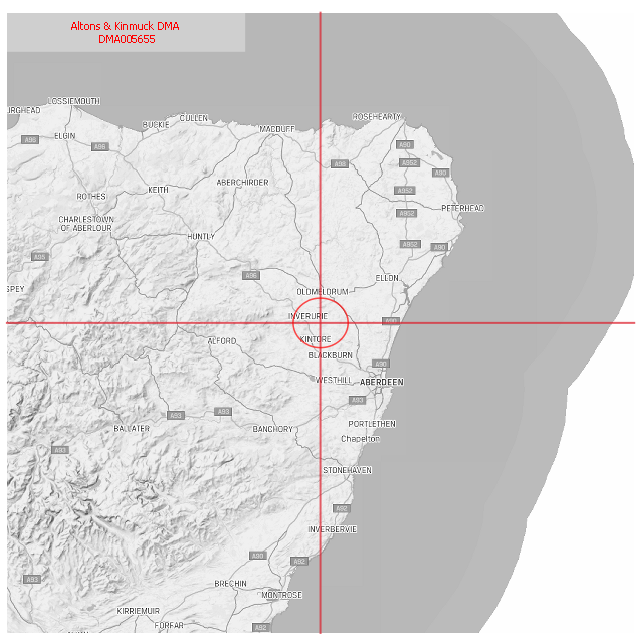 Altons & Kinmuck DMA
DMA005655
LOSSIEMOUTH
URGHEAD
CULLEN
ROSEHEARTY
BUCKIE
MACDUFF
A96
ELGIN
A96
A90
A98
A952
A90
ABERCHIRDER
KEITH
A952
ROTHES
PETERHEAD
A952
CHARLESTOWN
OF ABERLOUR
HUNTLY
A952
A90
A95
A96
ELLON
SPEY
OLDMELDRUM
INVERURIE
ALFORD
KINTORE
BLACKBURN
A90
WESTHILL
ABERDEEN
A93
A93
A93
BALLATER
BANCHORY
PORTLETHEN
Chapelton
A93
STONEHAVEN
A92
INVERBERVIE
A90
A92
A93
BRECHIN
MONTROSE
KIRRIEMUIR
FORFAR
A92